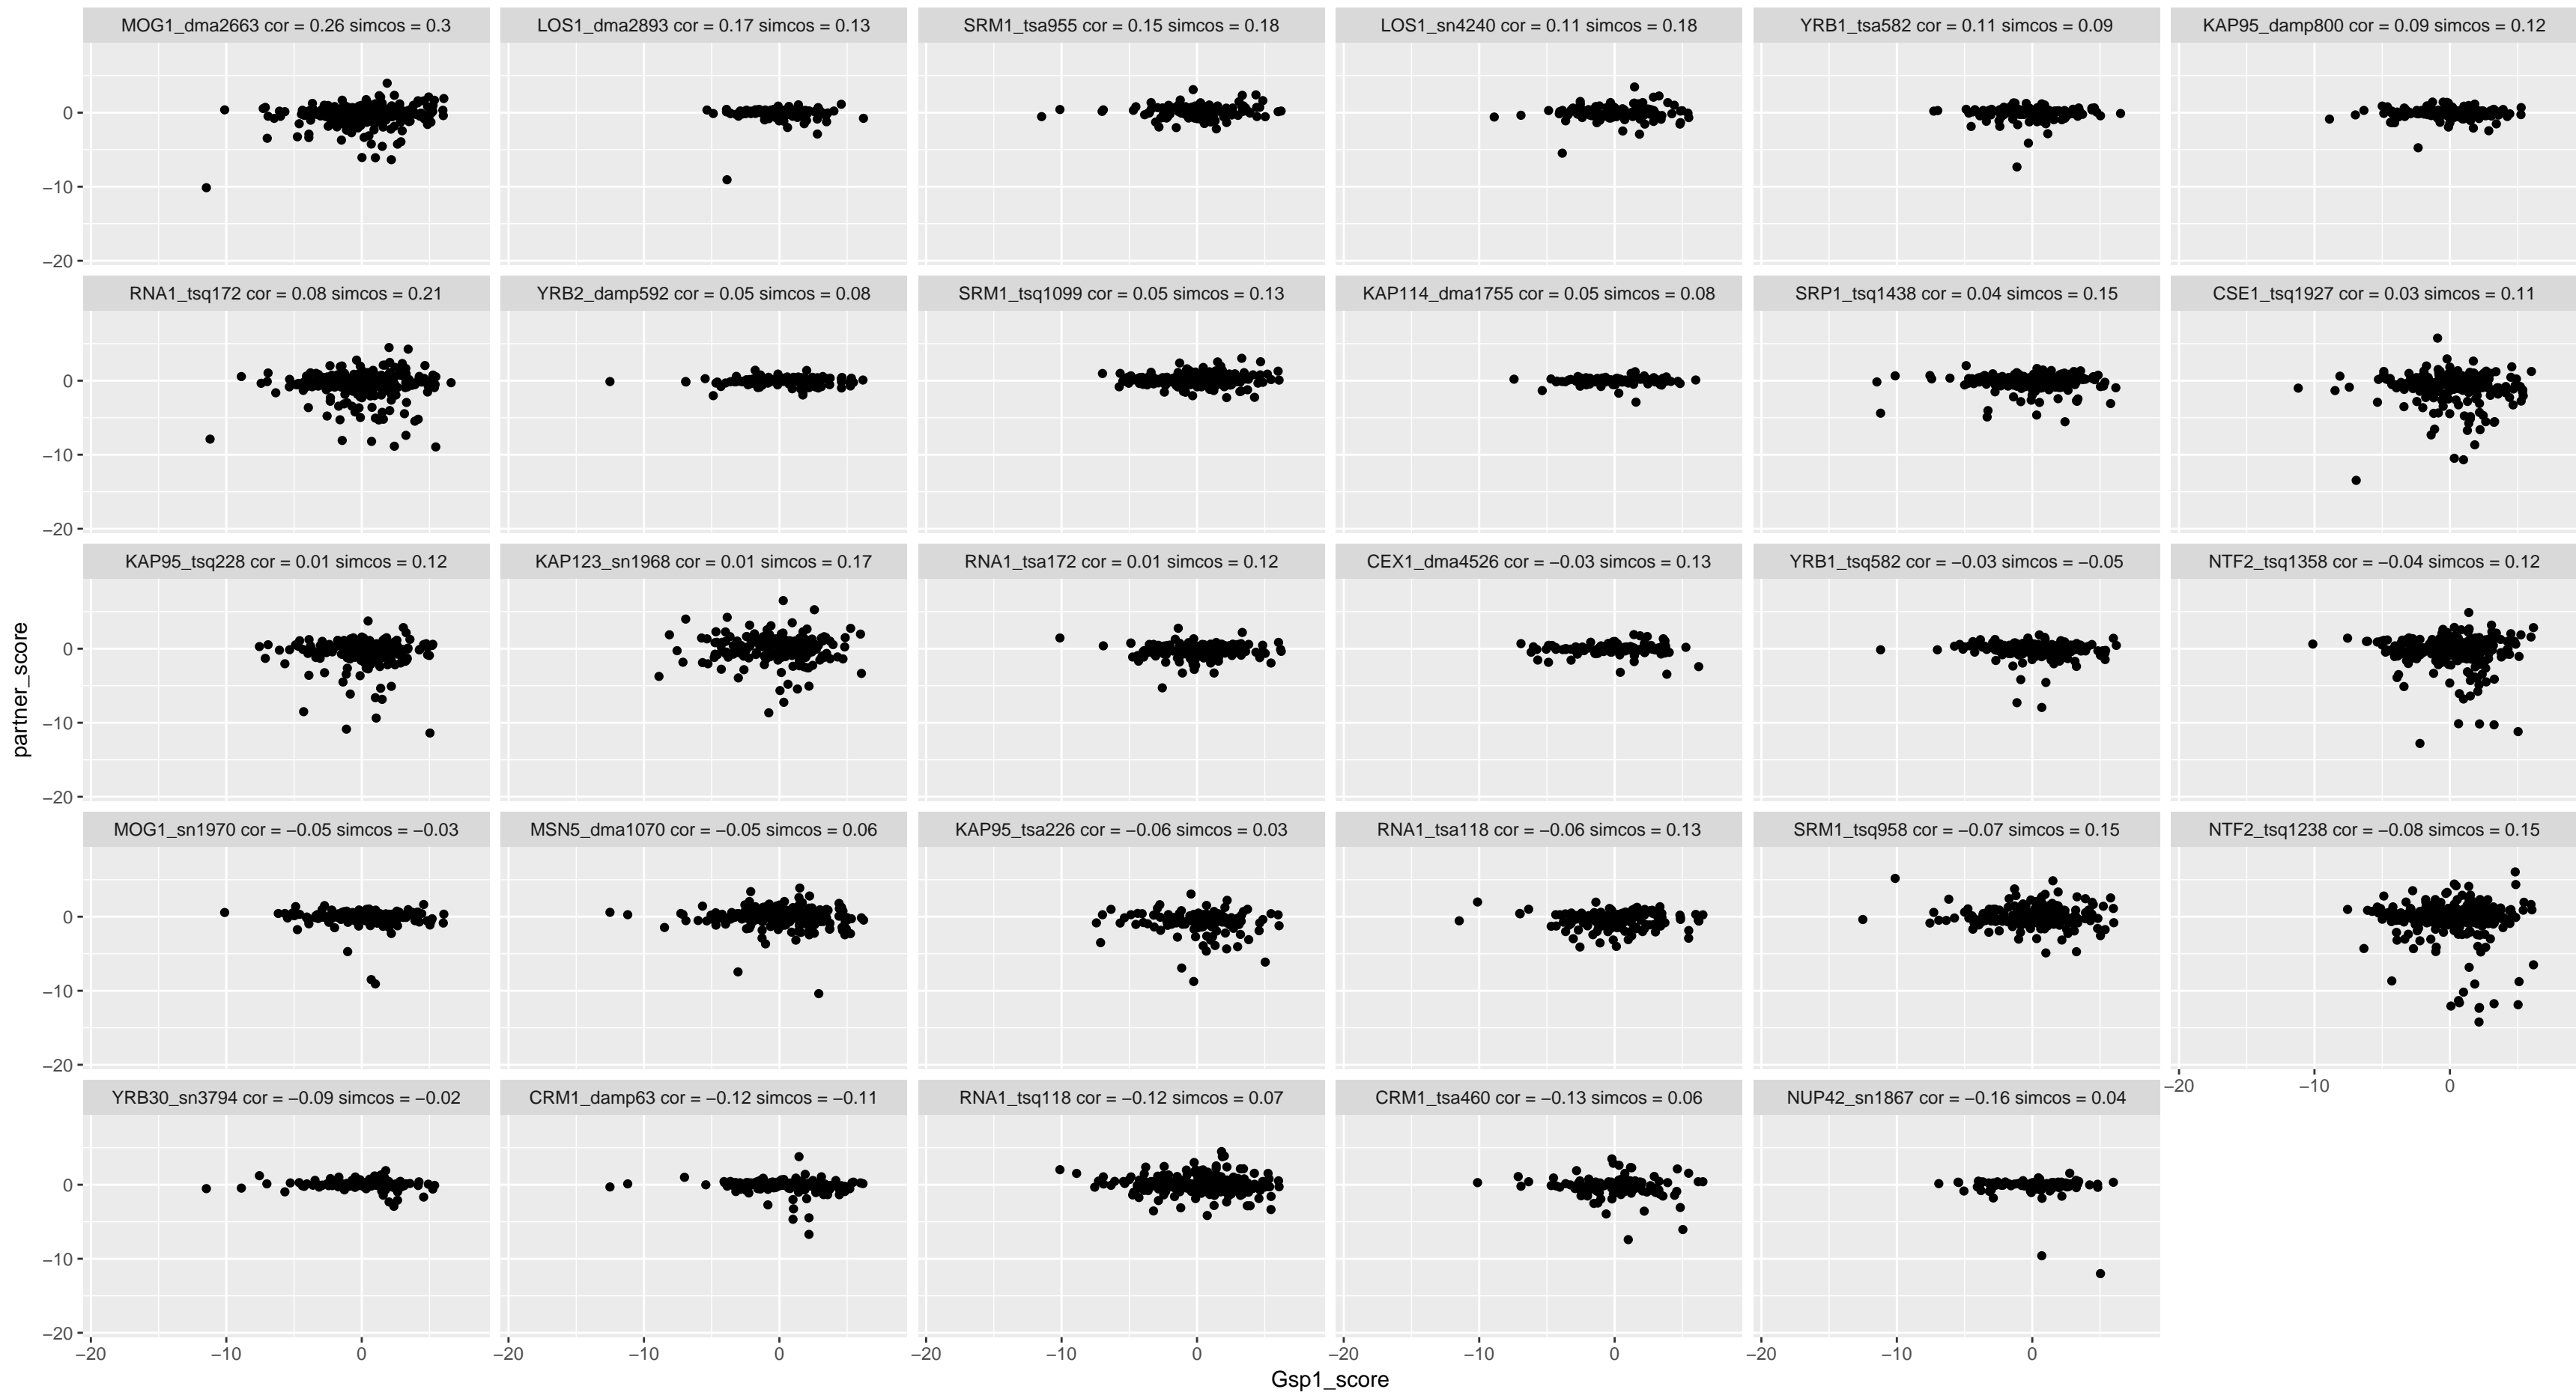 MOG1_dma2663 cor = 0.26 simcos = 0.3
LOS1_dma2893 cor = 0.17 simcos = 0.13
SRM1_tsa955 cor = 0.15 simcos = 0.18
LOS1_sn4240 cor = 0.11 simcos = 0.18
YRB1_tsa582 cor = 0.11 simcos = 0.09
KAP95_damp800 cor = 0.09 simcos = 0.12
0
−10
−20
RNA1_tsq172 cor = 0.08 simcos = 0.21
YRB2_damp592 cor = 0.05 simcos = 0.08
SRM1_tsq1099 cor = 0.05 simcos = 0.13
KAP114_dma1755 cor = 0.05 simcos = 0.08
SRP1_tsq1438 cor = 0.04 simcos = 0.15
CSE1_tsq1927 cor = 0.03 simcos = 0.11
0
−10
−20
KAP95_tsq228 cor = 0.01 simcos = 0.12
KAP123_sn1968 cor = 0.01 simcos = 0.17
RNA1_tsa172 cor = 0.01 simcos = 0.12
CEX1_dma4526 cor = −0.03 simcos = 0.13
YRB1_tsq582 cor = −0.03 simcos = −0.05
NTF2_tsq1358 cor = −0.04 simcos = 0.12
partner_score
0
−10
−20
MOG1_sn1970 cor = −0.05 simcos = −0.03
MSN5_dma1070 cor = −0.05 simcos = 0.06
KAP95_tsa226 cor = −0.06 simcos = 0.03
RNA1_tsa118 cor = −0.06 simcos = 0.13
SRM1_tsq958 cor = −0.07 simcos = 0.15
NTF2_tsq1238 cor = −0.08 simcos = 0.15
0
−10
−20
−20 −10 0
YRB30_sn3794 cor = −0.09 simcos = −0.02
CRM1_damp63 cor = −0.12 simcos = −0.11
RNA1_tsq118 cor = −0.12 simcos = 0.07
CRM1_tsa460 cor = −0.13 simcos = 0.06
NUP42_sn1867 cor = −0.16 simcos = 0.04
0
−10
−20
−20 −10 0
−20 −10 0
−20 −10 0
−20 −10 0
−20 −10 0
Gsp1_score